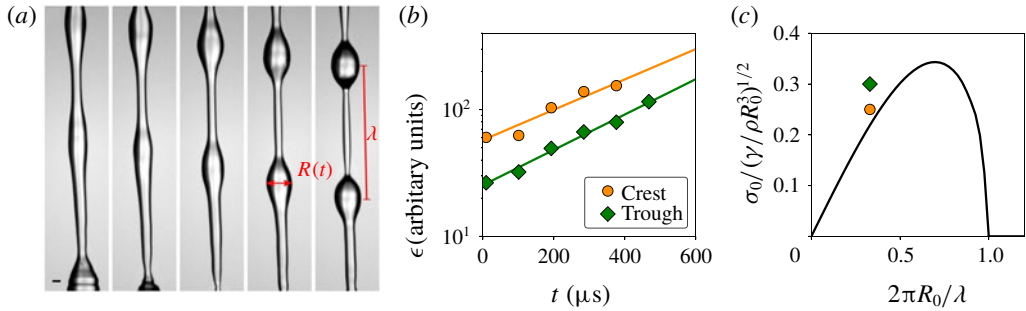 (a)
λ
R(t)
(b)
ϵ (arbitary units)
10²
10¹
0
200
400
600
t (μs)
Crest
Trough
(c)
σ₀/(γ/ρR₀³)^1/2
0.4
0.3
0.2
0.1
0
0.5
1.0
2πR₀/λ